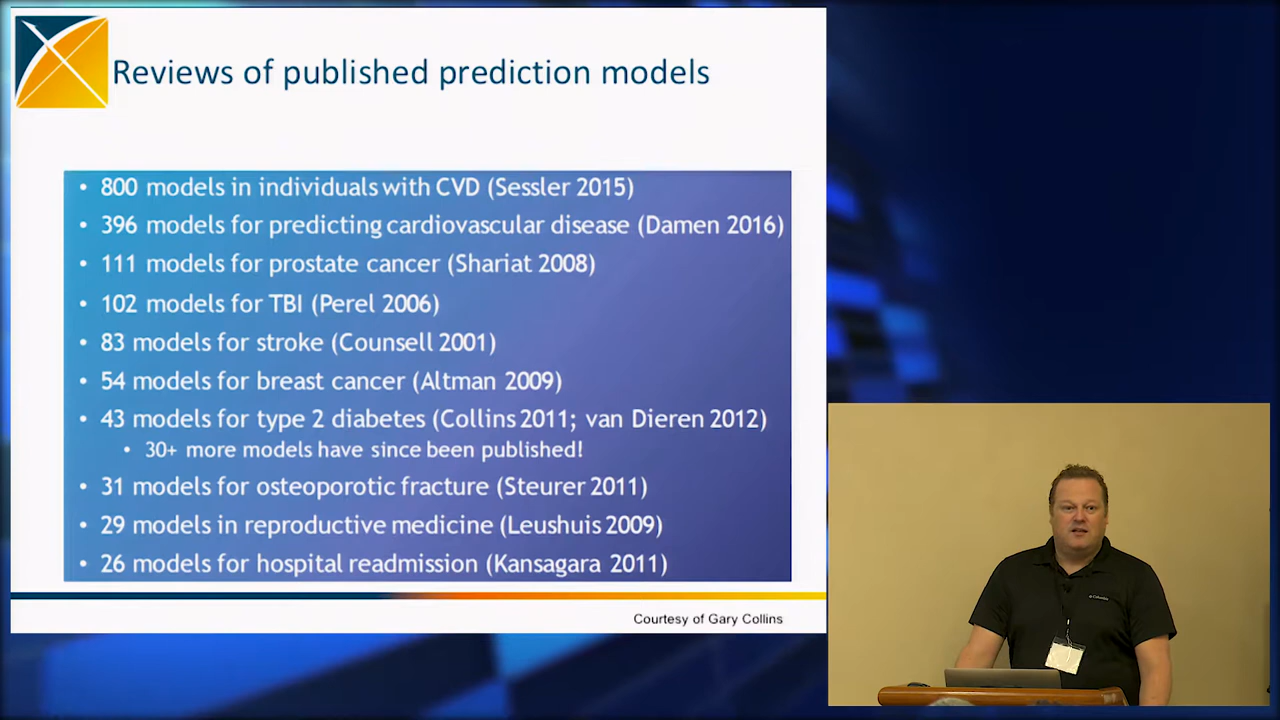 Reviews of published prediction models
• 800 models in individuals with CVD (Sessler 2015)
• 396 models for predicting cardiovascular disease (Damen 2016)
• 111 models for prostate cancer (Shariat 2008)
• 102 models for TBI (Perel 2006)
• 83 models for stroke (Counsell 2001)
• 54 models for breast cancer (Altman 2009)
• 43 models for type 2 diabetes (Collins 2011; van Dieren 2012)
• 30+ more models have since been published!
• 31 models for osteoporotic fracture (Steurer 2011)
• 29 models in reproductive medicine (Leushuis 2009)
• 26 models for hospital readmission (Kansagara 2011)
Courtesy of Gary Collins
Columbia